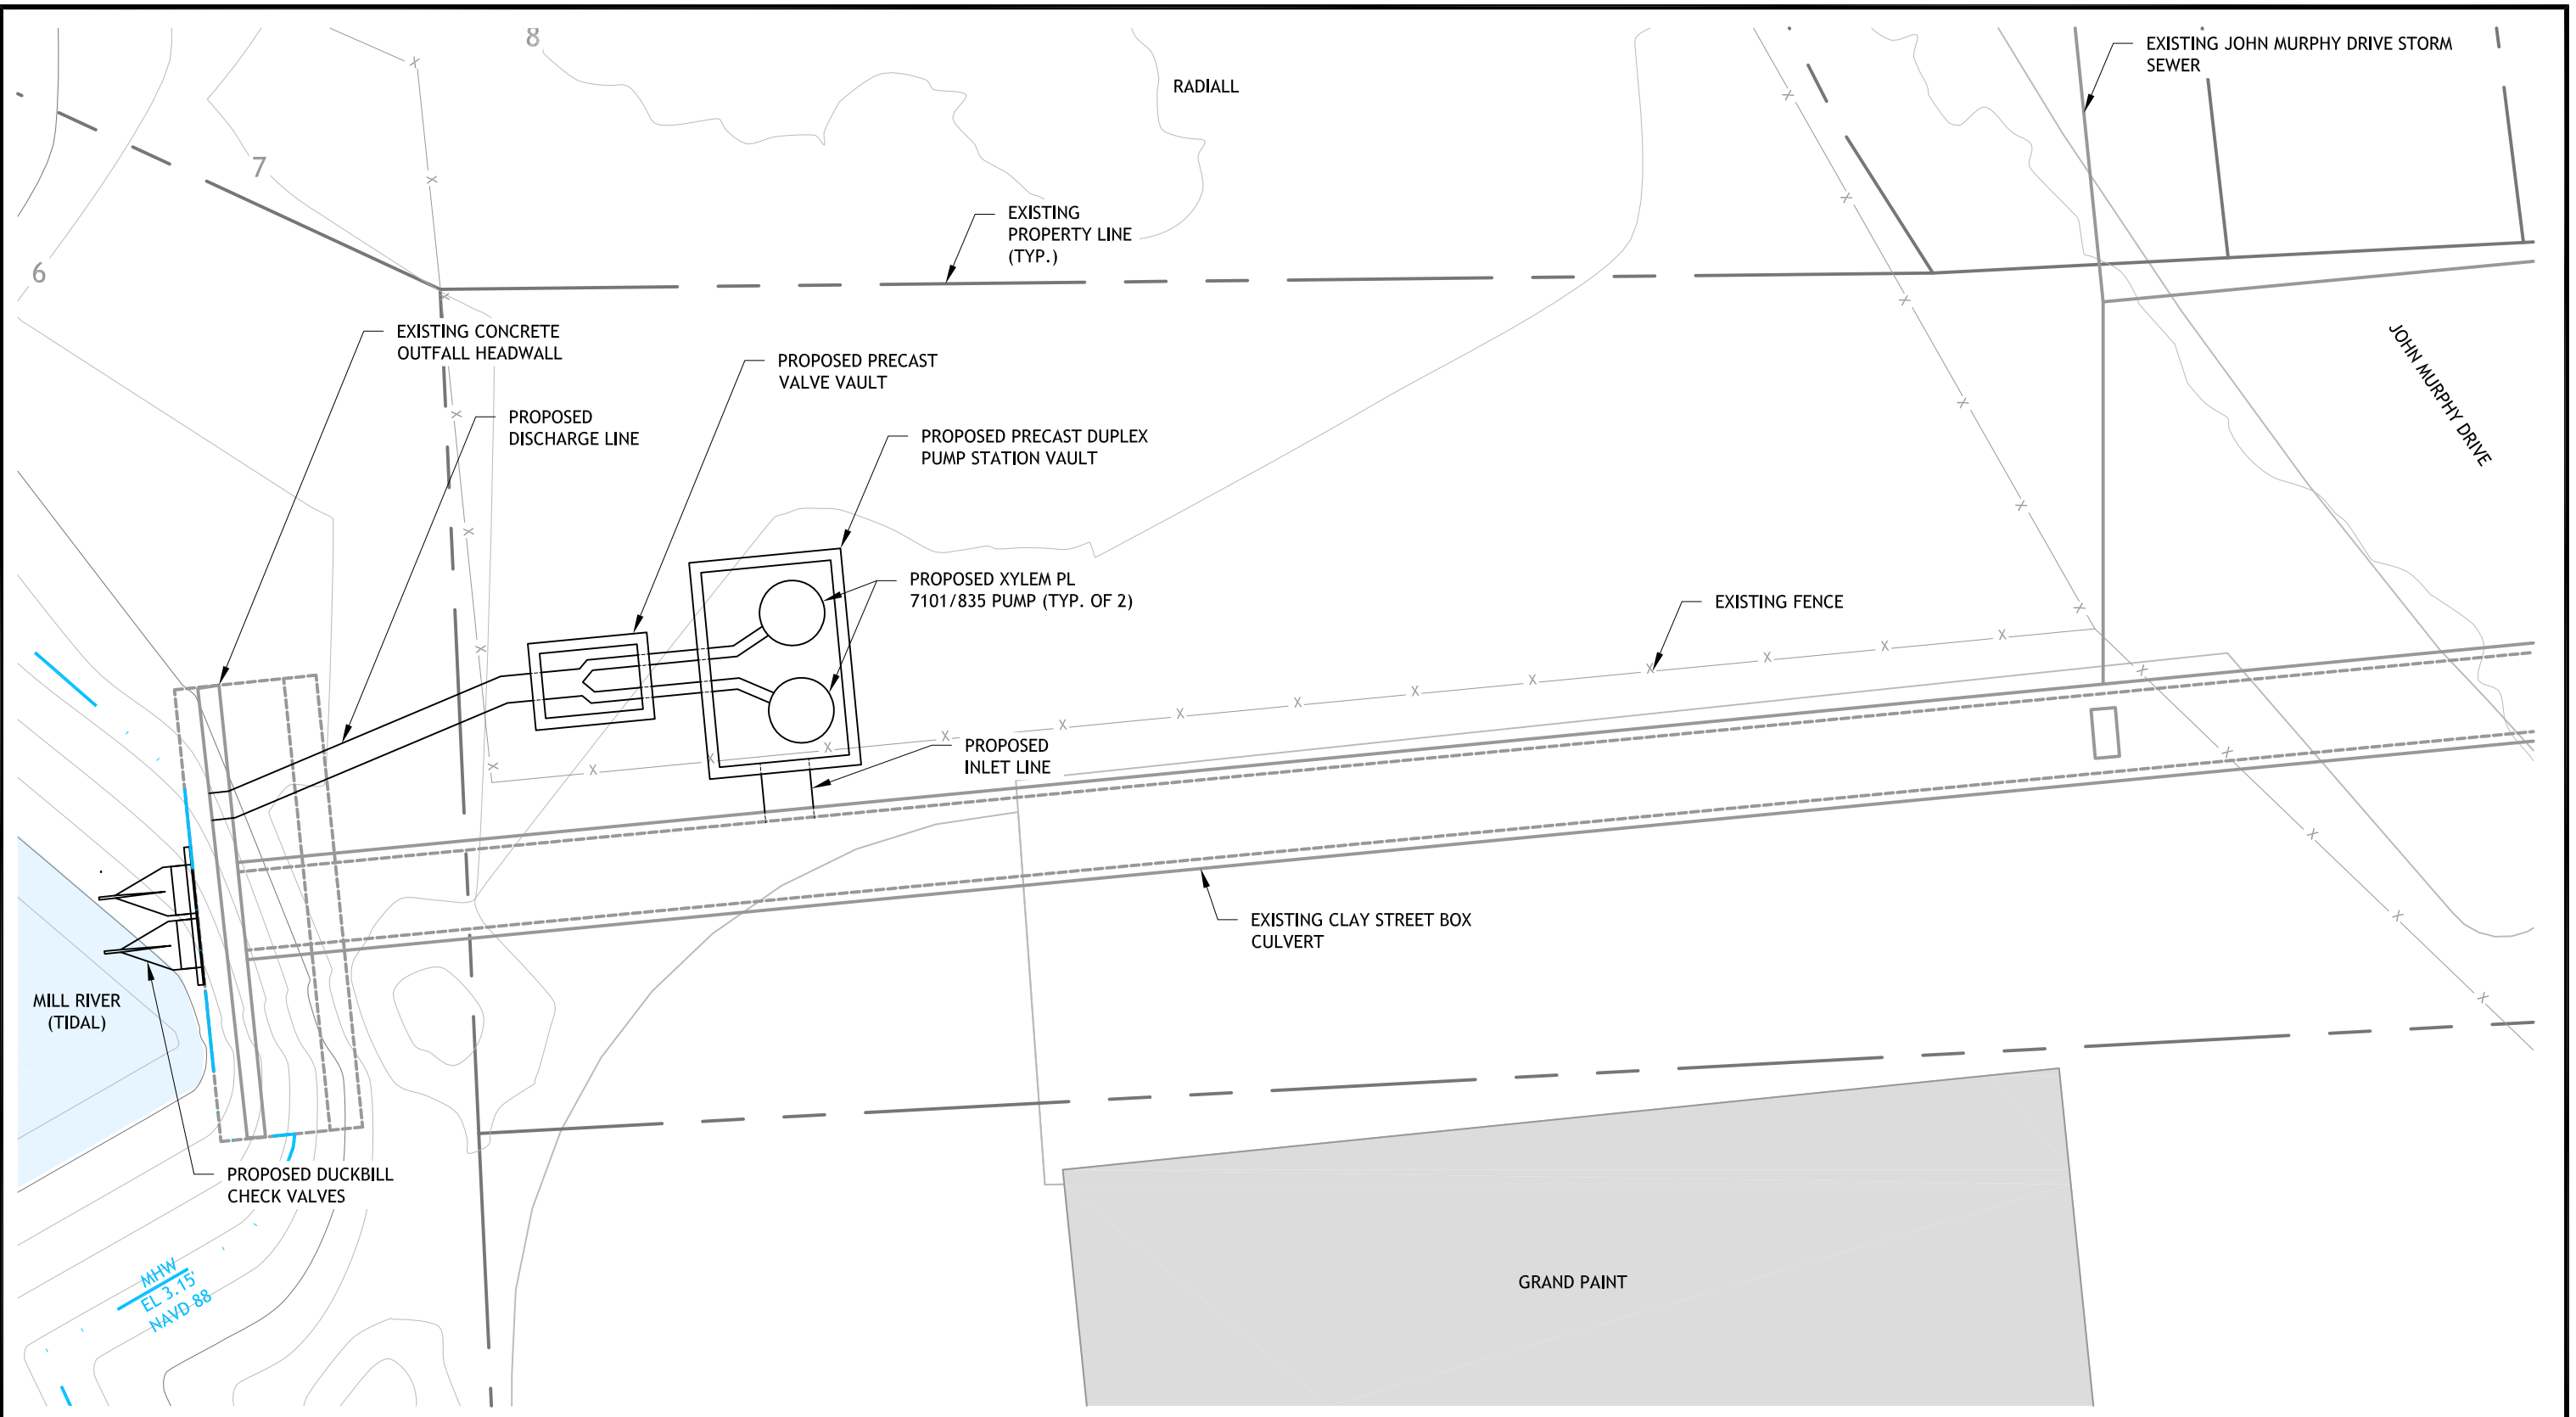 8
EXISTING JOHN MURPHY DRIVE STORM
SEWER
RADIALL
7
EXISTING
PROPERTY LINE
(TYP.)
6
EXISTING CONCRETE
OUTFALL HEADWALL
PROPOSED PRECAST
VALVE VAULT
JOHN MURPHY DRIVE
PROPOSED
DISCHARGE LINE
PROPOSED PRECAST DUPLEX
PUMP STATION VAULT
PROPOSED XYLEM PL
7101/835 PUMP (TYP. OF 2)
EXISTING FENCE
PROPOSED
INLET LINE
EXISTING CLAY STREET BOX
CULVERT
MILL RIVER
(TIDAL)
PROPOSED DUCKBILL
CHECK VALVES
MHW
EL 3.15'
NAVD 88
GRAND PAINT